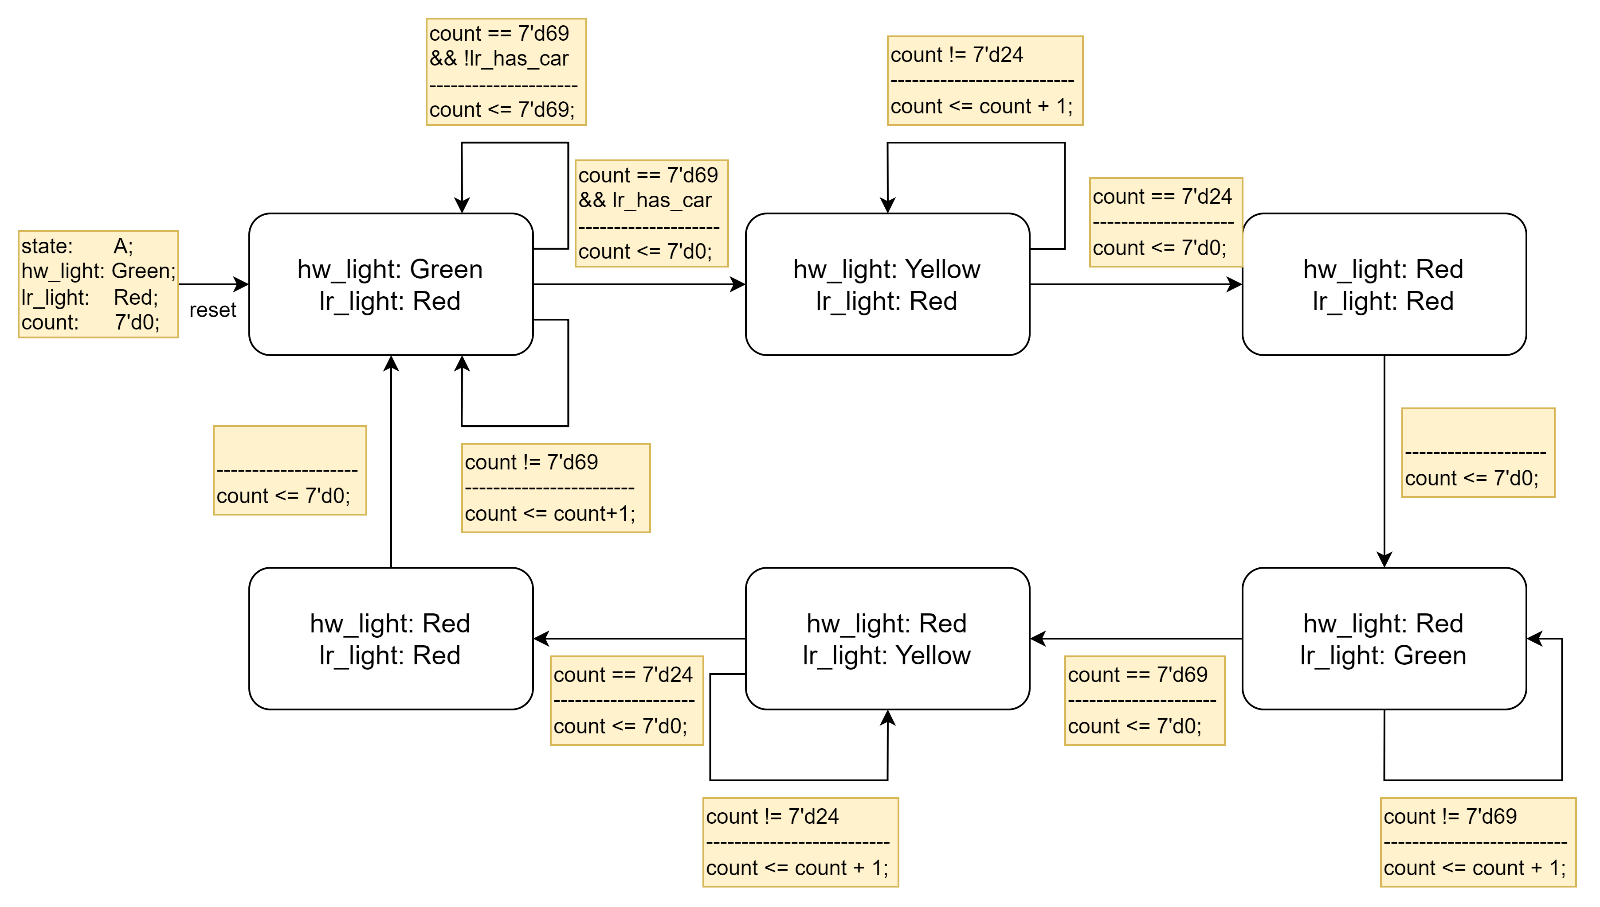 count == 7'd69
&& !lr_has_car
---------------------
count <= 7'd69;
count != 7'd24
--------------------------
count <= count + 1;
count == 7'd69
&& lr_has_car
--------------------
count <= 7'd0;
count == 7'd24
--------------------
count <= 7'd0;
state: A;
hw_light: Green;
lr_light: Red;
count: 7'd0;
reset
hw_light: Green
lr_light: Red
hw_light: Yellow
lr_light: Red
hw_light: Red
lr_light: Red
--------------------
count <= 7'd0;
count != 7'd69
------------------------
count <= count+1;
--------------------
count <= 7'd0;
hw_light: Red
lr_light: Red
hw_light: Red
lr_light: Yellow
hw_light: Red
lr_light: Green
count == 7'd24
--------------------
count <= 7'd0;
count == 7'd69
---------------------
count <= 7'd0;
count != 7'd24
--------------------------
count <= count + 1;
count != 7'd69
--------------------------
count <= count + 1;